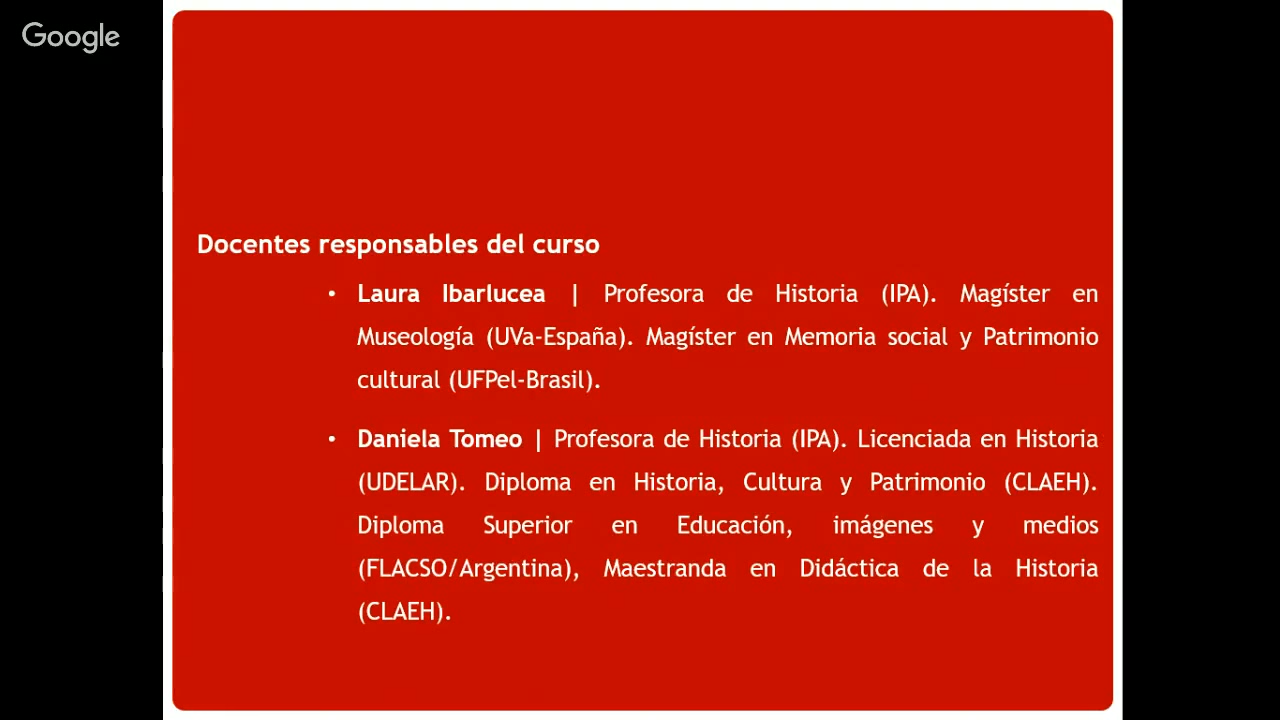 Google
Docentes responsables del curso
• Laura Ibarlucea | Profesora de Historia (IPA). Magíster en
Museología (UVa-España). Magíster en Memoria social y Patrimonio
cultural (UFPel-Brasil).
• Daniela Tomeo | Profesora de Historia (IPA). Licenciada en Historia
(UDELAR). Diploma en Historia, Cultura y Patrimonio (CLAEH).
Diploma Superior en Educación, imágenes y medios
(FLACSO/Argentina), Maestranda en Didáctica de la Historia
(CLAEH).